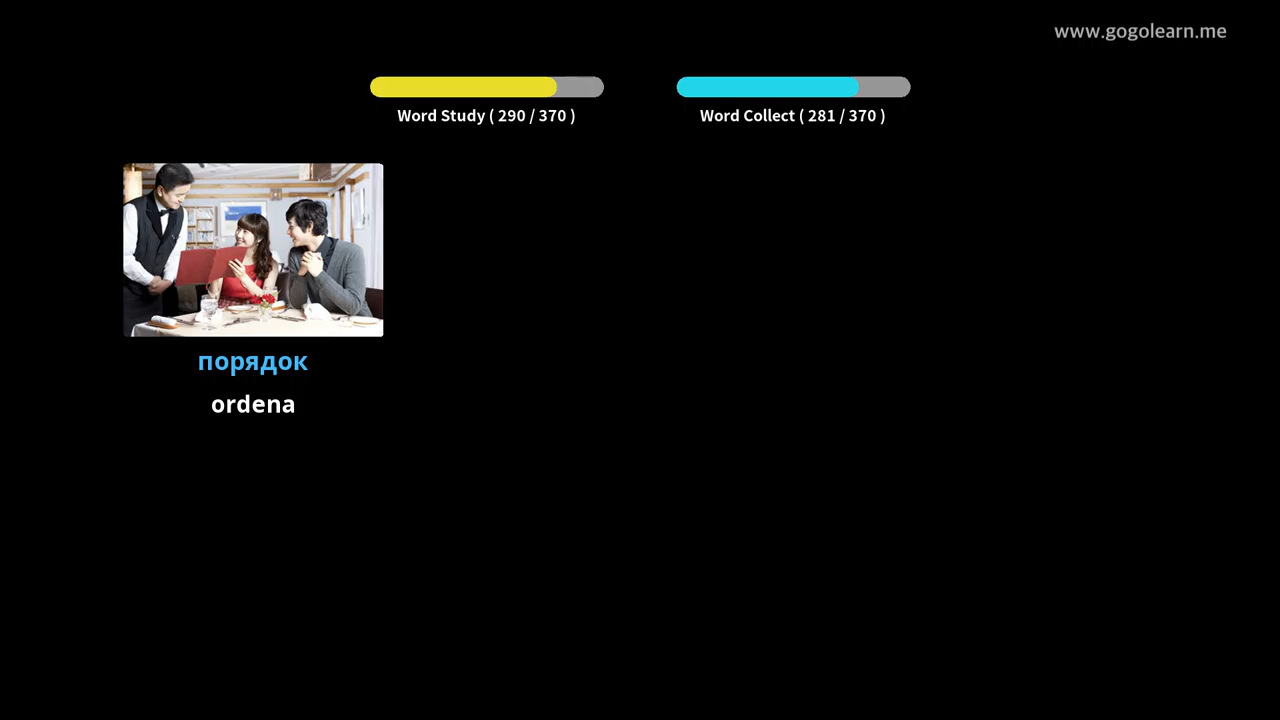 www.gogolearn.me
Word Study ( 290 / 370 )
Word Collect ( 281 / 370 )
порядок
ordena